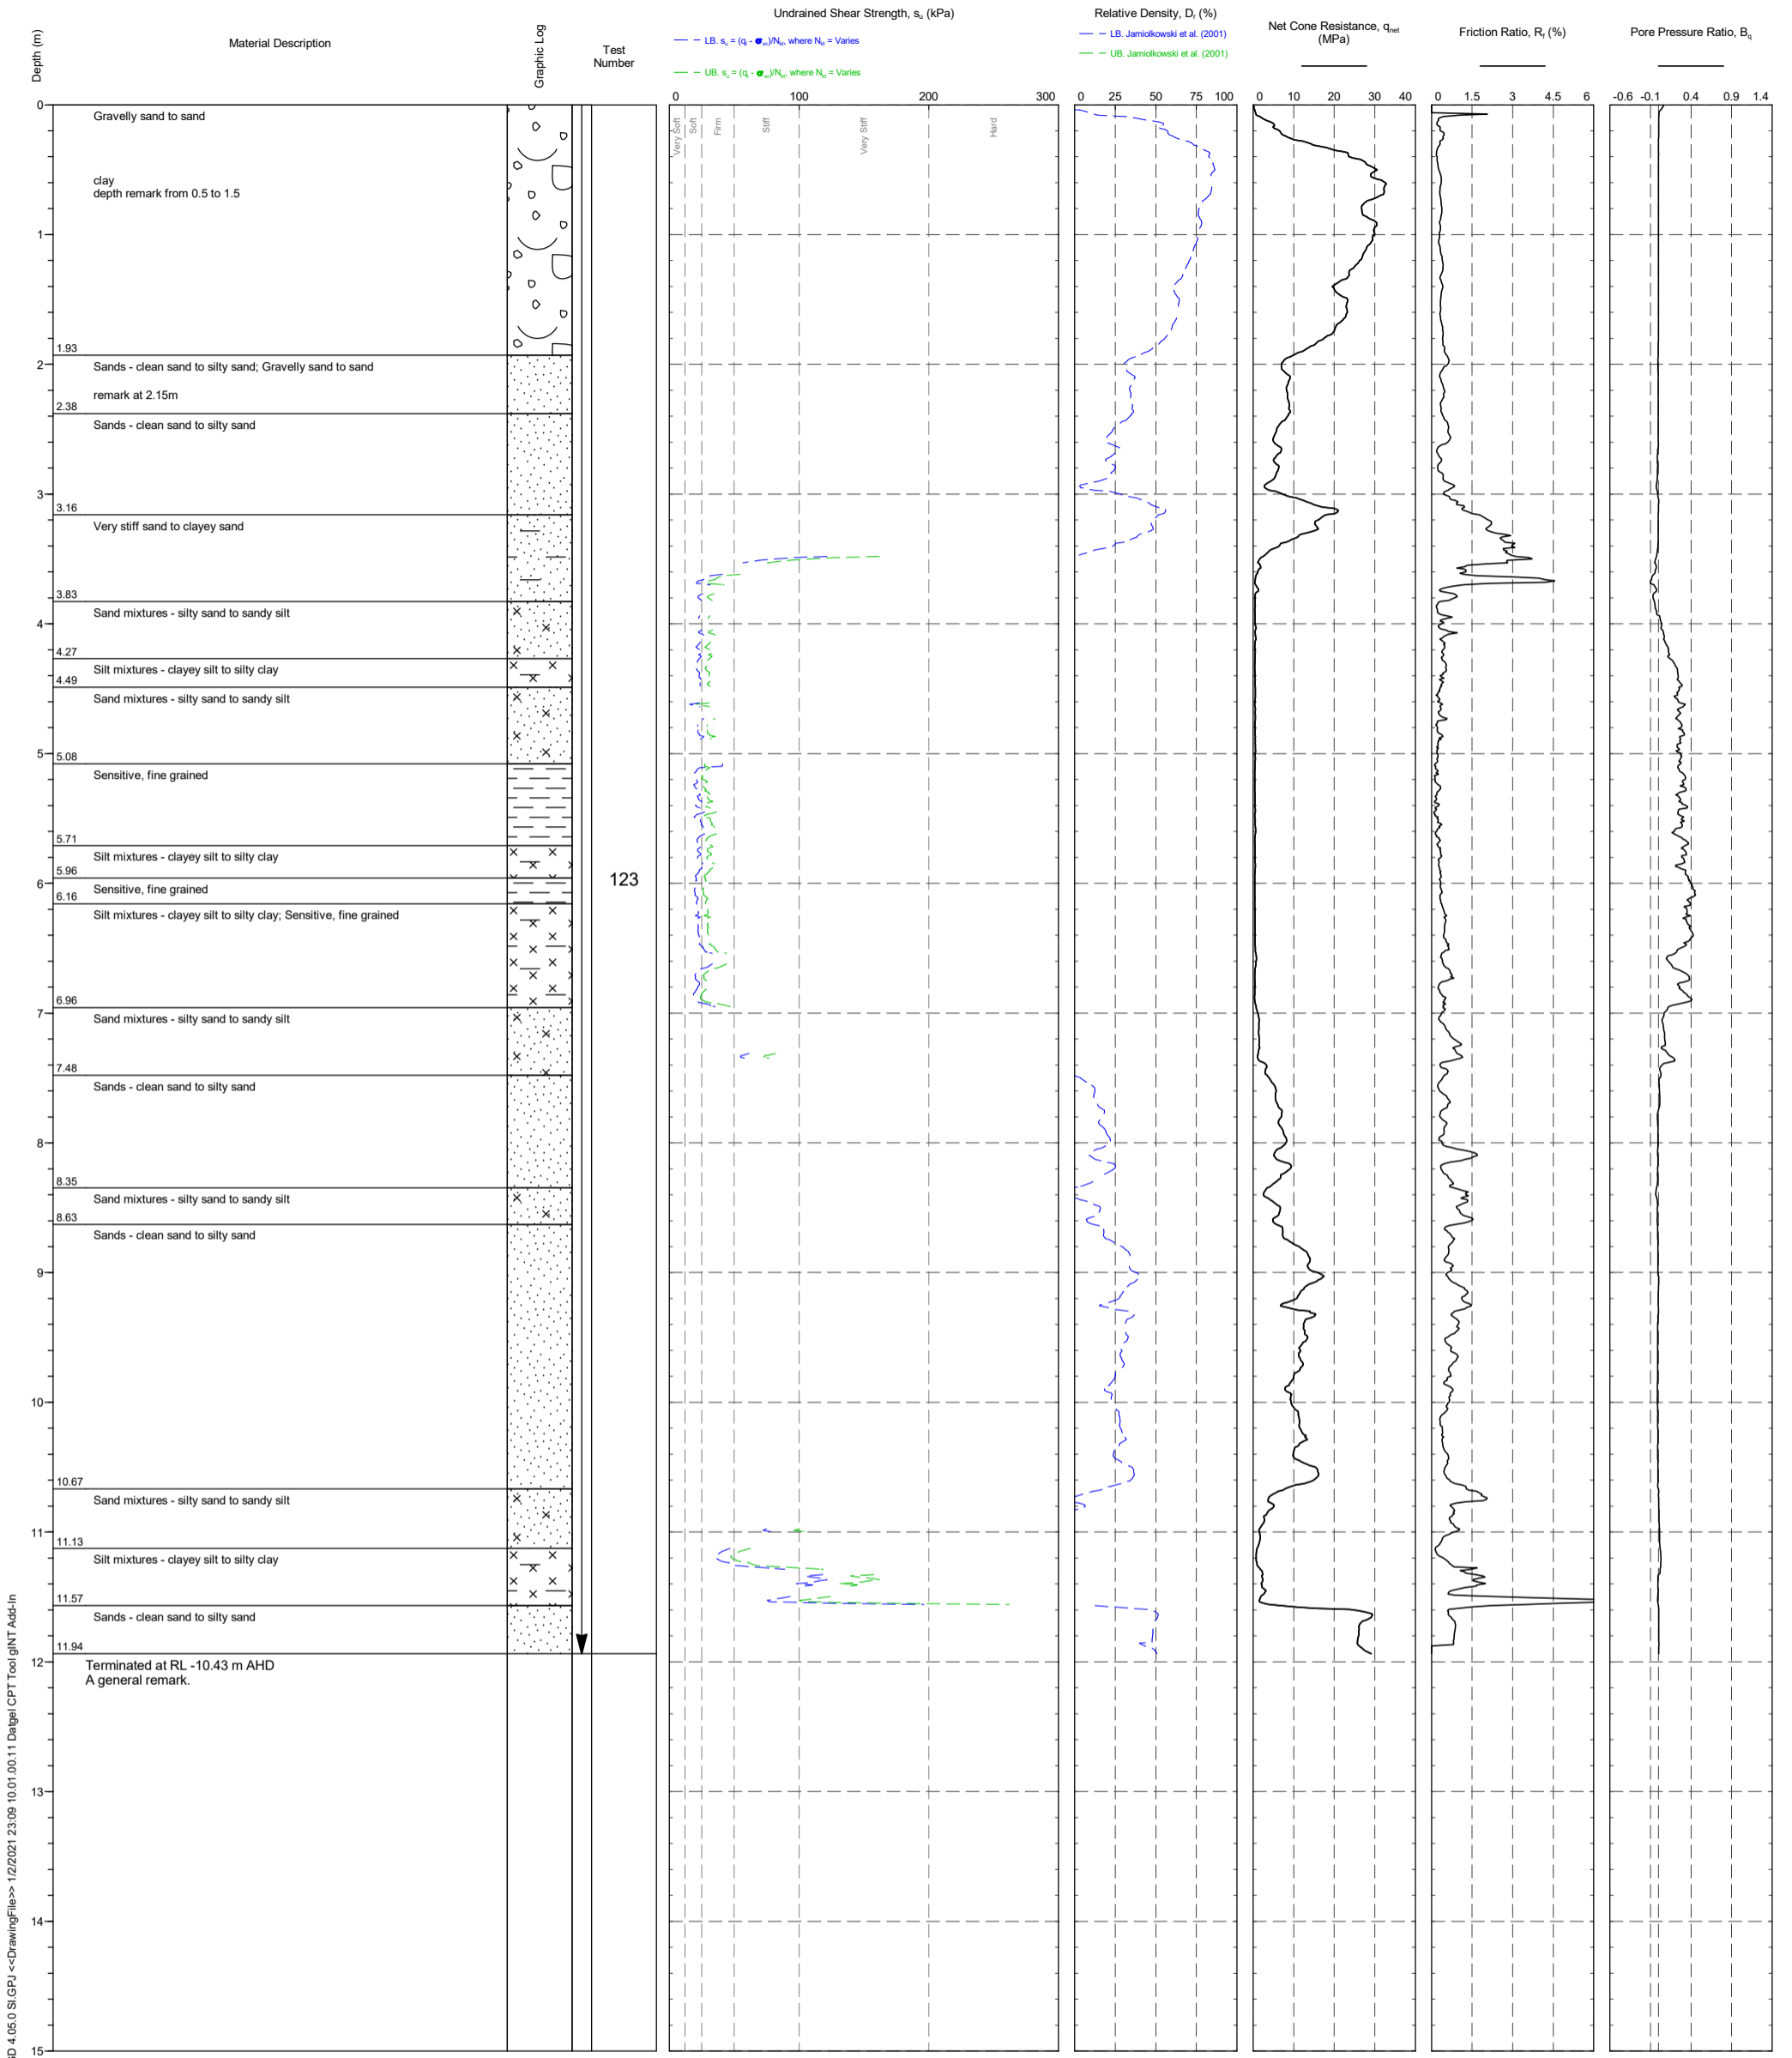 Undrained Shear Strength, su (kPa)
LB. su = (qt - σvo)/Nkt, where Nkt = Varies
UB. su = (qt - σvo)/Nkt, where Nkt = Varies
Relative Density, Dr (%)
LB. Jamiolkowski et al. (2001)
UB. Jamiolkowski et al. (2001)
Net Cone Resistance, qnet
(MPa)
Friction Ratio, Rf (%)
Pore Pressure Ratio, Bq
Depth (m)
Material Description
Graphic Log
Test
Number
0 100 200 300
0 25 50 75 100
0 10 20 30 40
0 1.5 3 4.5 6
-0.6 -0.1 0.4 0.9 1.4
Very Soft
Soft
Firm
Stiff
Very Stiff
Hard
0
Gravelly sand to sand
clay
depth remark from 0.5 to 1.5
1
1.93
2
Sands - clean sand to silty sand; Gravelly sand to sand
remark at 2.15m
2.38
Sands - clean sand to silty sand
3
3.16
Very stiff sand to clayey sand
3.83
Sand mixtures - silty sand to sandy silt
4
4.27
Silt mixtures - clayey silt to silty clay
4.49
Sand mixtures - silty sand to sandy silt
5
5.08
Sensitive, fine grained
5.71
Silt mixtures - clayey silt to silty clay
5.96
6
123
Sensitive, fine grained
6.16
Silt mixtures - clayey silt to silty clay; Sensitive, fine grained
6.96
7
Sand mixtures - silty sand to sandy silt
7.48
Sands - clean sand to silty sand
8
8.35
Sand mixtures - silty sand to sandy silt
8.63
Sands - clean sand to silty sand
9
10
10.67
Sand mixtures - silty sand to sandy silt
11
11.13
Silt mixtures - clayey silt to silty clay
11.57
Sands - clean sand to silty sand
11.94
12
Terminated at RL -10.43 m AHD
A general remark.
13
14
15
4.05.0 SI.GPJ <<DrawingFile>> 1/2/2021 23:09 10.01.00.11 Datgel CPT Tool gINT Add-In